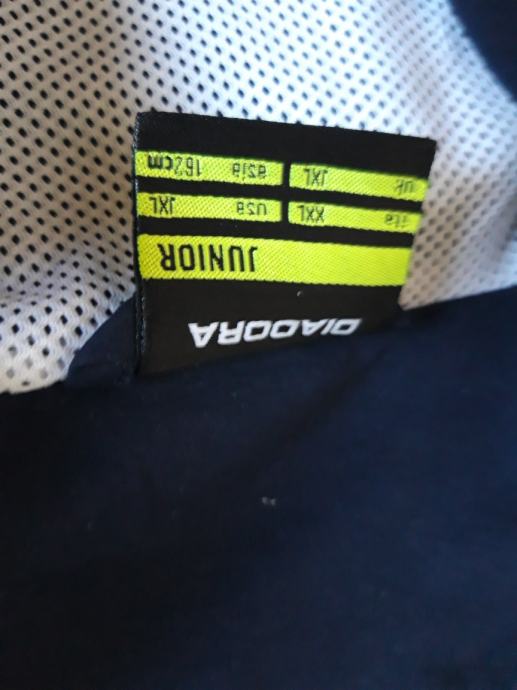 DIADORA
JUNIOR
ita XXL usa JXL
uk JXL asia 162cm